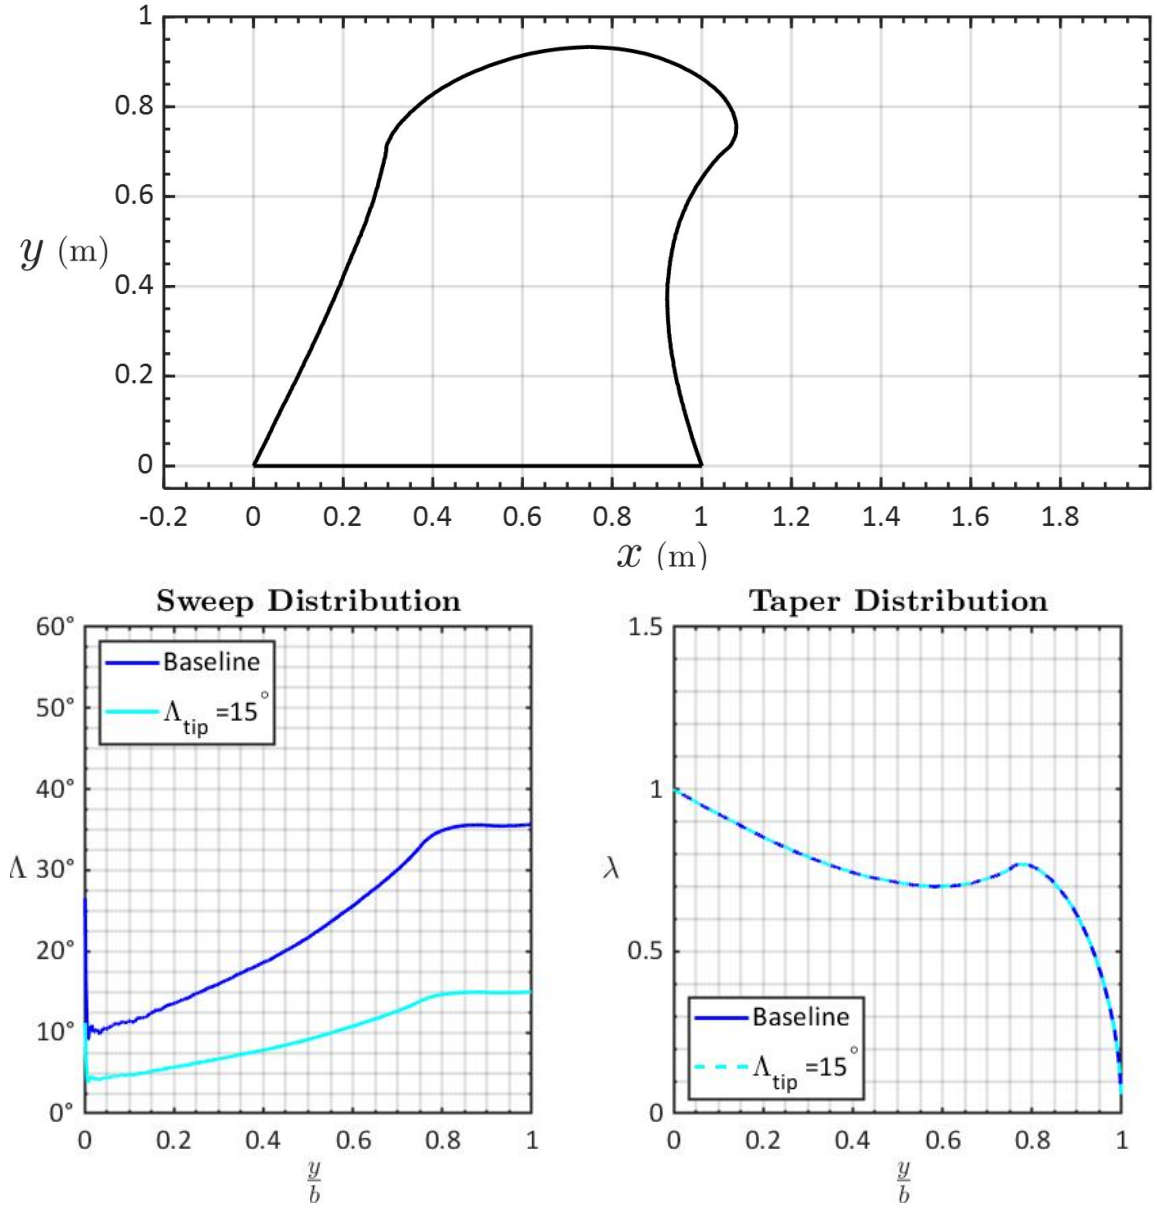 1
0.8
0.6
y (m)
0.4
0.2
0
-0.2 0 0.2 0.4 0.6 0.8 1 1.2 1.4 1.6 1.8
x (m)
Sweep Distribution
60°
50°
40°
Λ 30°
20°
10°
0°
Baseline
Λtip =15°
0 0.2 0.4 0.6 0.8 1
y
b
Taper Distribution
1.5
1
λ
0.5
0
Baseline
Λtip =15°
0 0.2 0.4 0.6 0.8 1
y
b